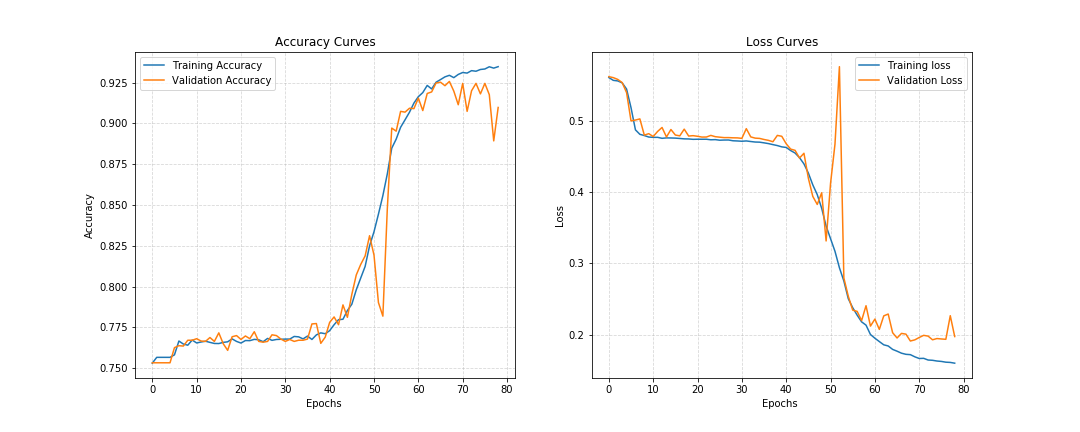 Accuracy Curves
Training Accuracy
Validation Accuracy
0.925
0.900
0.875
0.850
0.825
0.800
0.775
0.750
Accuracy
0 10 20 30 40 50 60 70 80
Epochs
Loss Curves
Training loss
Validation Loss
0.5
0.4
0.3
0.2
Loss
0 10 20 30 40 50 60 70 80
Epochs